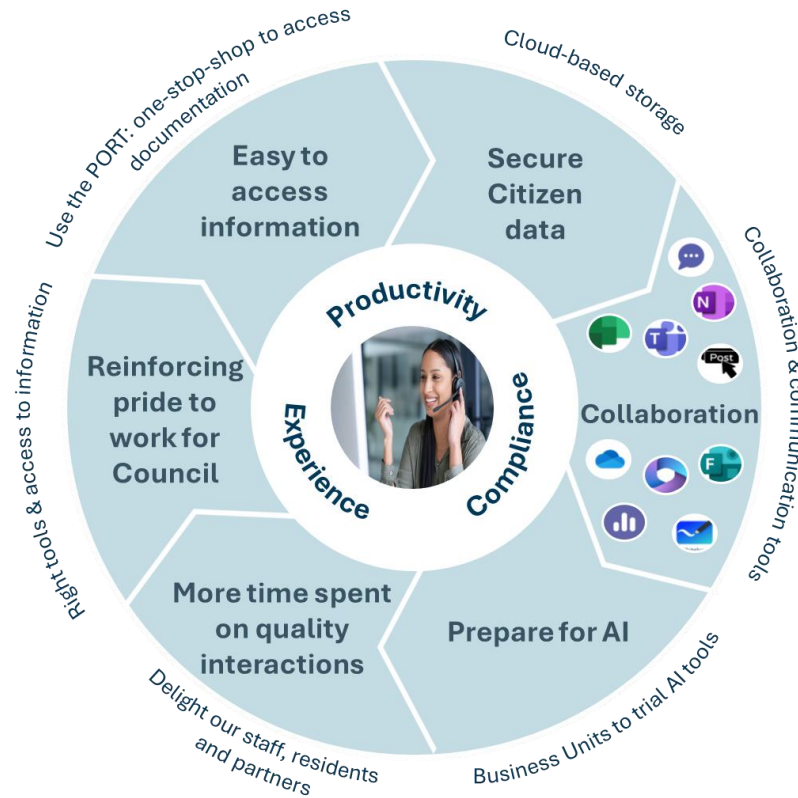 Use the PORT: one-stop-shop to access
documentation
Cloud-based storage
Easy to
access
information
Secure
Citizen
data
Collaboration & communication tools
N
T
Post
Collaboration
F
Productivity
Compliance
Experience
Reinforcing
pride to
work for
Council
Right tools & access to information
More time spent
on quality
interactions
Prepare for AI
Delight our staff, residents
and partners
Business Units to trial AI tools